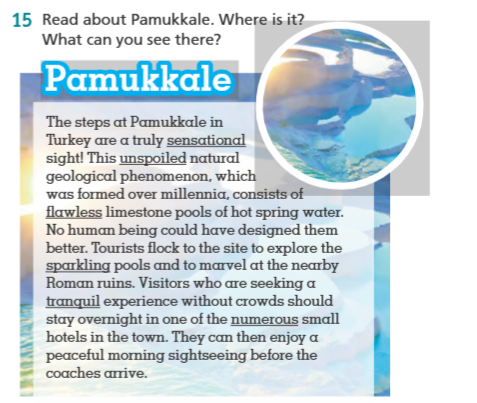 15 Read about Pamukkale. Where is it?
What can you see there?
Pamukkale
The steps at Pamukkale in
Turkey are a truly sensational
sight! This unspoiled natural
geological phenomenon, which
was formed over millennia, consists of
flawless limestone pools of hot spring water.
No human being could have designed them
better. Tourists flock to the site to explore the
sparkling pools and to marvel at the nearby
Roman ruins. Visitors who are seeking a
tranquil experience without crowds should
stay overnight in one of the numerous small
hotels in the town. They can then enjoy a
peaceful morning sightseeing before the
coaches arrive.